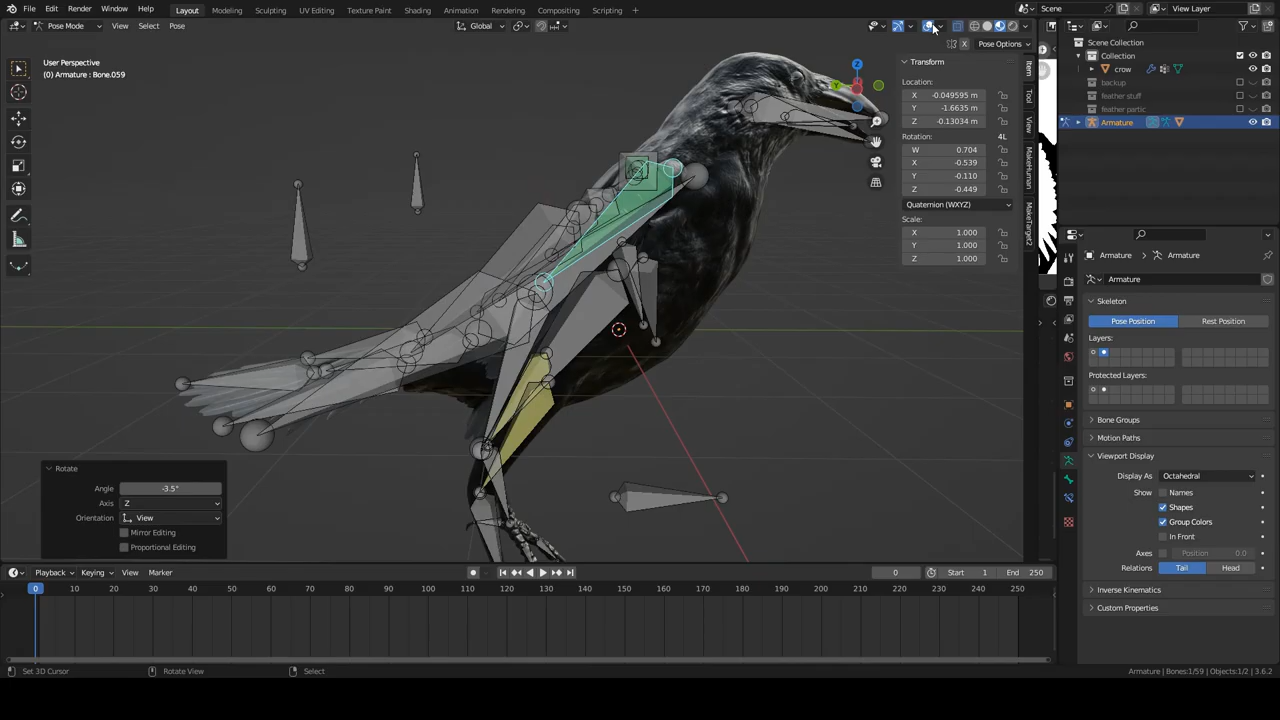 File Edit Render Window Help Layout Modeling Sculpting UV Editing Texture Paint Shading Animation Rendering Compositing Scripting + Scene View Layer
Pose Mode View Select Pose Global
X Pose Options
User Perspective
(0) Armature : Bone.059
Transform
Location:
X -0.049595 m
Y -1.6635 m
Z -0.13034 m
Rotation: 4L
W 0.704
X -0.539
Y -0.110
Z -0.449
Quaternion (WXYZ)
Scale:
X 1.000
Y 1.000
Z 1.000
Item
Tool
View
MakeHuman
MakeTarget2
Z
Y
Scene Collection
Collection
crow
backup
feather stuff
feather partic
Armature
Armature Armature
Armature
Skeleton
Pose Position Rest Position
Layers:
Protected Layers:
Bone Groups
Motion Paths
Viewport Display
Display As Octahedral
Show Names
Shapes
Group Colors
In Front
Axes Position 0.0
Relations Tail Head
Inverse Kinematics
Custom Properties
Rotate
Angle -3.5°
Axis Z
Orientation View
Mirror Editing
Proportional Editing
Playback Keying View Marker 0 Start 1 End 250
0 10 20 30 40 50 60 70 80 90 100 110 120 130 140 150 160 170 180 190 200 210 220 230 240 250
Set 3D Cursor Rotate View Select Armature | Bones:1/59 | Objects:1/2 | 3.6.2